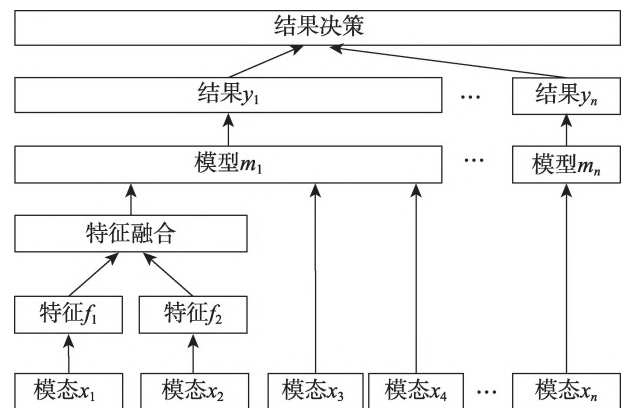 结果决策
结果y1 … 结果yn
模型m1 … 模型mn
特征融合
特征f1 特征f2
模态x1 模态x2 模态x3 模态x4 … 模态xn